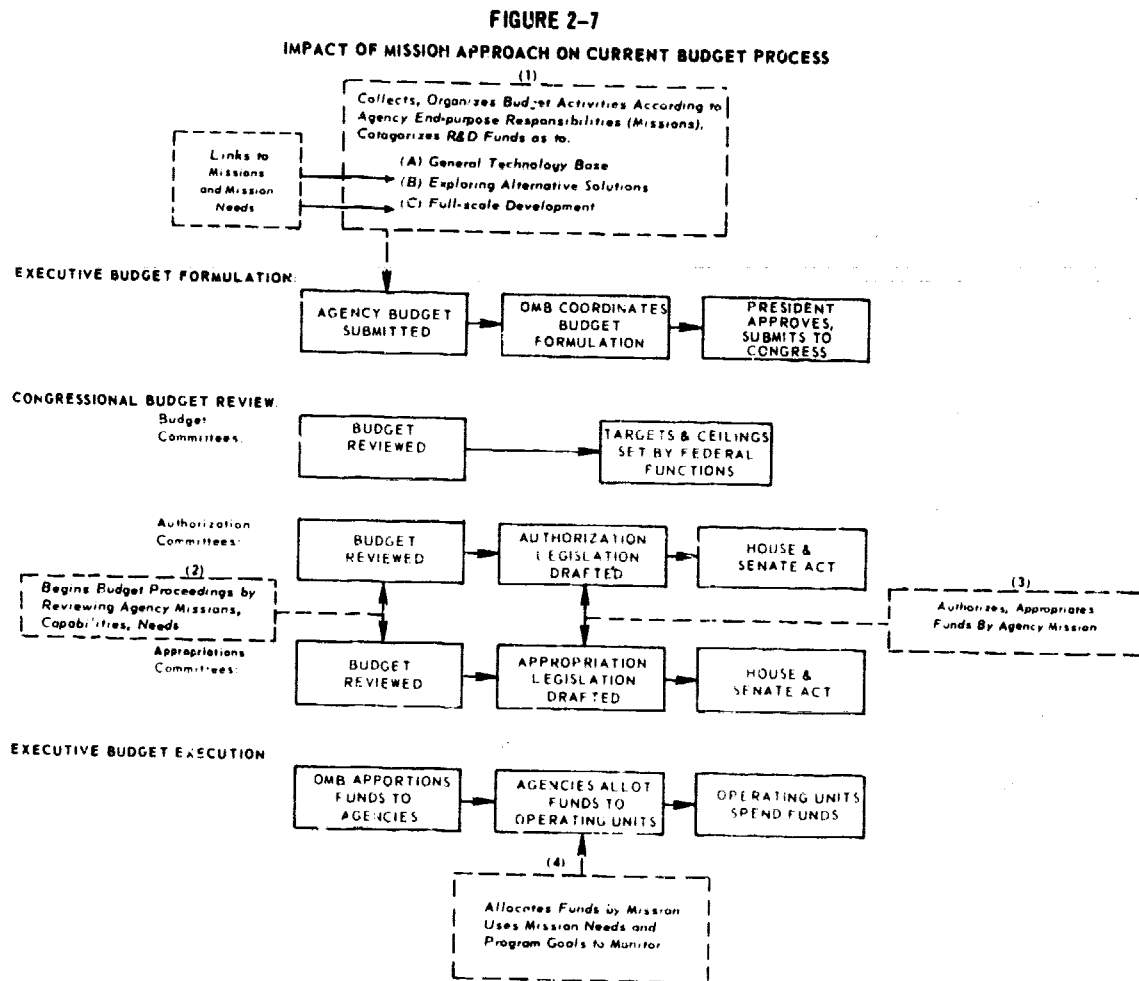 FIGURE 2-7
IMPACT OF MISSION APPROACH ON CURRENT BUDGET PROCESS
(1)
Collects, Organizes Budget Activities According to
Agency End-purpose Responsibilities (Missions),
Catagorizes R&D Funds as to.
(A) General Technology Base
(B) Exploring Alternative Solutions
(C) Full-scale Development
Links to
Missions
and Mission
Needs
EXECUTIVE BUDGET FORMULATION:
AGENCY BUDGET
SUBMITTED
OMB COORDINATES
BUDGET
FORMULATION
PRESIDENT
APPROVES,
SUBMITS TO
CONGRESS
CONGRESSIONAL BUDGET REVIEW.
Budget
Committees:
BUDGET
REVIEWED
TARGETS & CEILINGS
SET BY FEDERAL
FUNCTIONS
Authorization
Committees:
BUDGET
REVIEWED
AUTHORIZATION
LEGISLATION
DRAFTED
HOUSE &
SENATE ACT
(2)
Begins Budget Proceedings by
Reviewing Agency Missions,
Capabilities, Needs
(3)
Authorizes, Appropriates
Funds By Agency Mission
Appropriations
Committees:
BUDGET
REVIEWED
APPROPRIATION
LEGISLATION
DRAFTED
HOUSE &
SENATE ACT
EXECUTIVE BUDGET EXECUTION
OMB APPORTIONS
FUNDS TO
AGENCIES
AGENCIES ALLOT
FUNDS TO
OPERATING UNITS
OPERATING UNITS
SPEND FUNDS
(4)
Allocates Funds by Mission
Uses Mission Needs and
Program Goals to Monitor